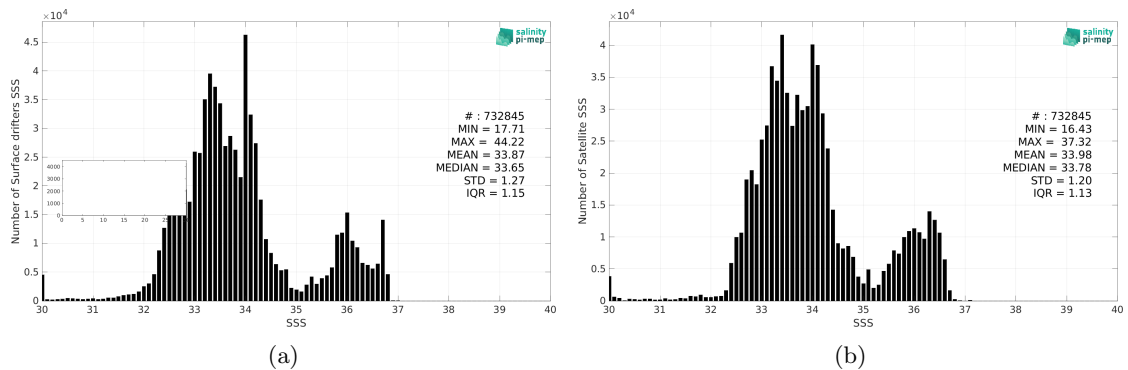 ×10⁴
salinity
pi-mep
4.5
4
3.5
3
2.5
2
1.5
1
0.5
0
Number of Surface drifters SSS
# : 732845
MIN = 17.71
MAX = 44.22
MEAN = 33.87
MEDIAN = 33.65
STD = 1.27
IQR = 1.15
4000
3000
2000
1000
0
0 5 10 15 20 25
30 31 32 33 34 35 36 37 38 39 40
SSS
(a)
×10⁴
salinity
pi-mep
4
3.5
3
2.5
2
1.5
1
0.5
0
Number of Satellite SSS
# : 732845
MIN = 16.43
MAX = 37.32
MEAN = 33.98
MEDIAN = 33.78
STD = 1.20
IQR = 1.13
30 31 32 33 34 35 36 37 38 39 40
SSS
(b)